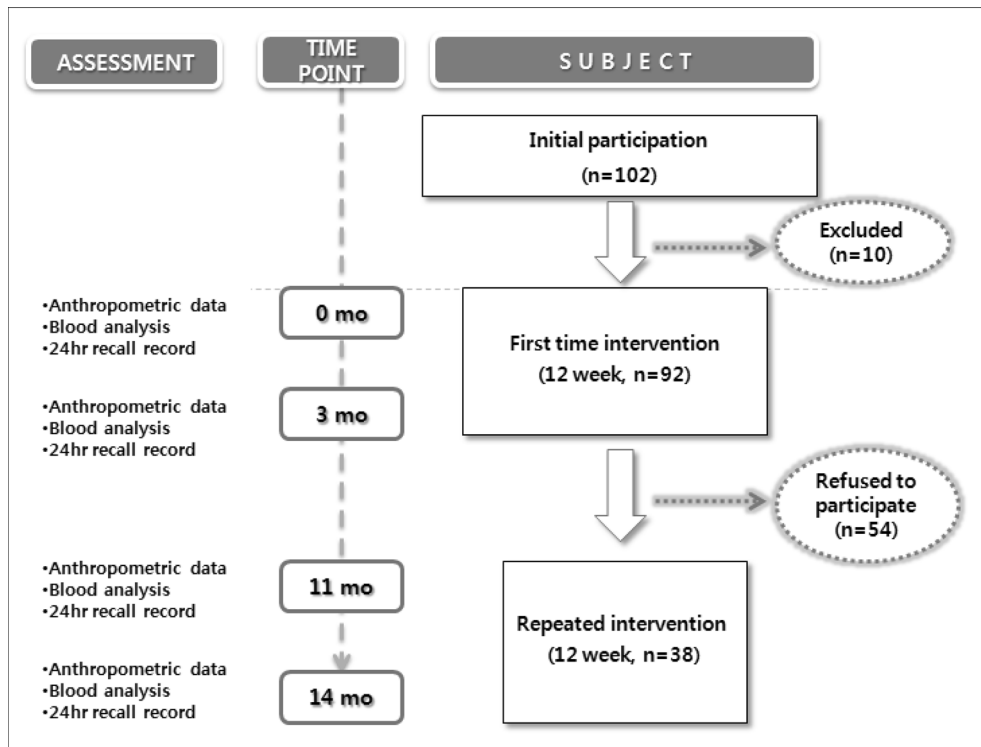 ASSESSMENT
TIME
POINT
SUBJECT
Initial participation
(n=102)
Excluded
(n=10)
•Anthropometric data
•Blood analysis
•24hr recall record
0 mo
First time intervention
(12 week, n=92)
•Anthropometric data
•Blood analysis
•24hr recall record
3 mo
Refused to
participate
(n=54)
•Anthropometric data
•Blood analysis
•24hr recall record
11 mo
Repeated intervention
(12 week, n=38)
•Anthropometric data
•Blood analysis
•24hr recall record
14 mo